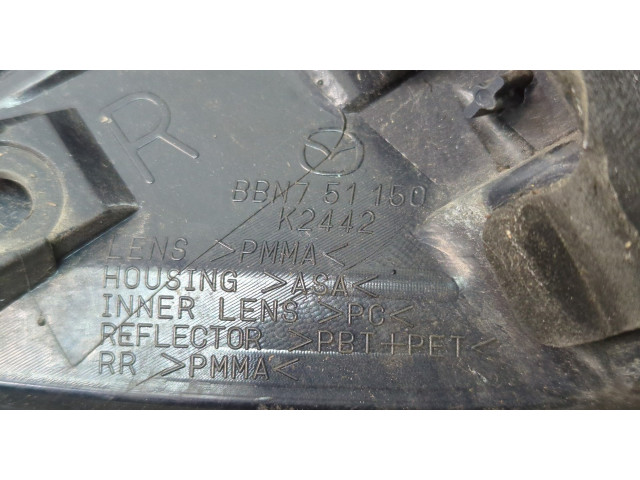 R
BBN7 51 150
K2442
LENS >PMMA<
HOUSING >ASA<
INNER LENS >PC<
REFLECTOR >PBT+PET<
RR >PMMA<